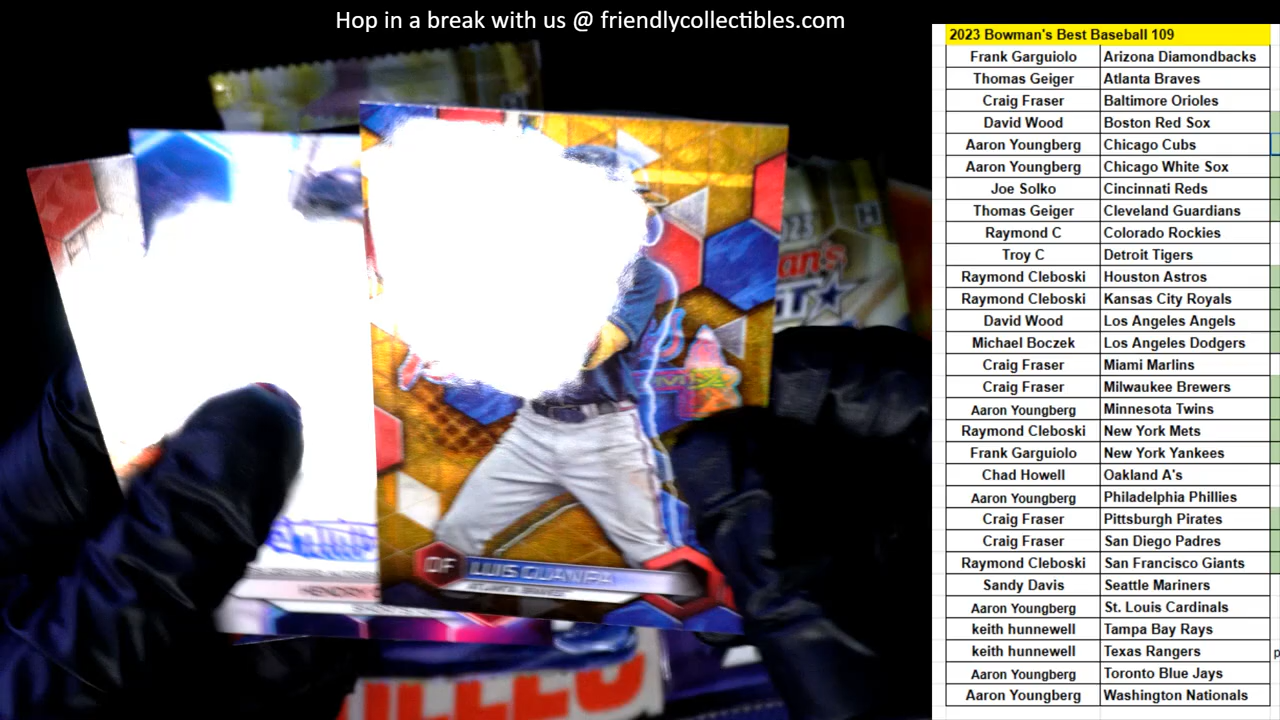 Hop in a break with us @ friendlycollectibles.com
2023 Bowman's Best Baseball 109
Frank Garguiolo Arizona Diamondbacks
Thomas Geiger Atlanta Braves
Craig Fraser Baltimore Orioles
David Wood Boston Red Sox
Aaron Youngberg Chicago Cubs
Aaron Youngberg Chicago White Sox
Joe Solko Cincinnati Reds
Thomas Geiger Cleveland Guardians
Raymond C Colorado Rockies
Troy C Detroit Tigers
Raymond Cleboski Houston Astros
Raymond Cleboski Kansas City Royals
David Wood Los Angeles Angels
Michael Boczek Los Angeles Dodgers
Craig Fraser Miami Marlins
Craig Fraser Milwaukee Brewers
Aaron Youngberg Minnesota Twins
Raymond Cleboski New York Mets
Frank Garguiolo New York Yankees
Chad Howell Oakland A's
Aaron Youngberg Philadelphia Phillies
Craig Fraser Pittsburgh Pirates
Craig Fraser San Diego Padres
Raymond Cleboski San Francisco Giants
Sandy Davis Seattle Mariners
Aaron Youngberg St. Louis Cardinals
keith hunnewell Tampa Bay Rays
keith hunnewell Texas Rangers
p
Aaron Youngberg Toronto Blue Jays
Aaron Youngberg Washington Nationals
OF LUIS GUANIPA
ATLANTA BRAVES